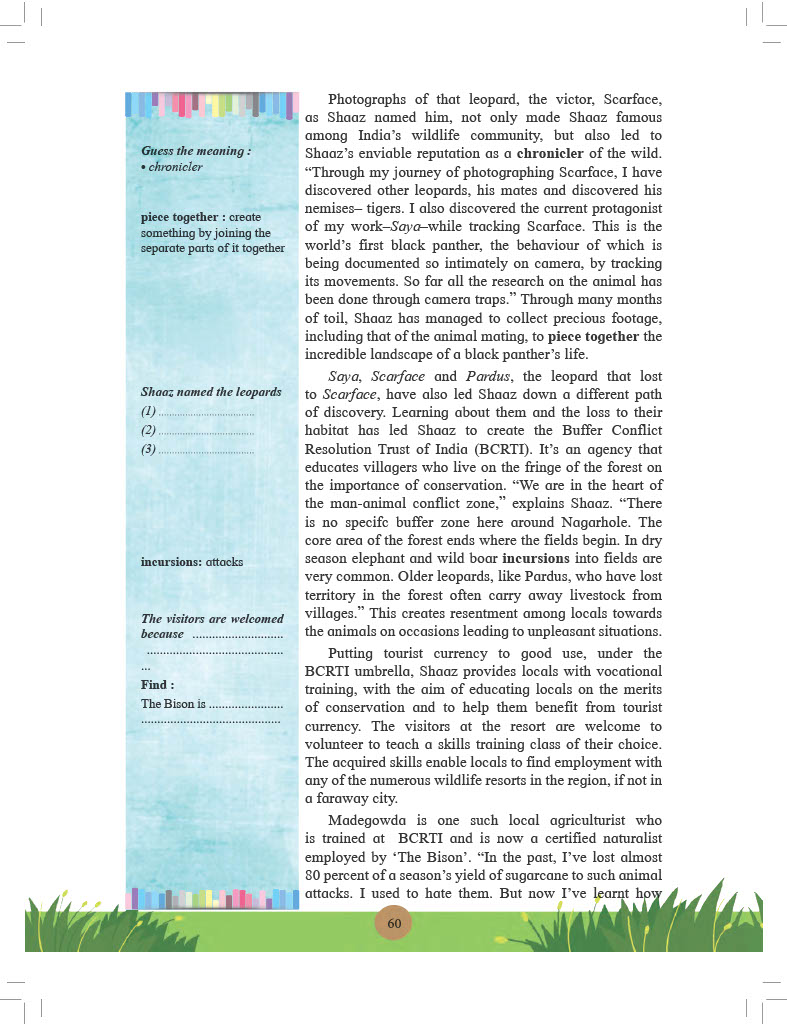 Guess the meaning :
• chronicler
piece together : create
something by joining the
separate parts of it together
Shaaz named the leopards
(1) ..................................
(2) ..................................
(3) ..................................
incursions: attacks
The visitors are welcomed
because ............................
..........................................
...
Find :
The Bison is .......................
...........................................
Photographs of that leopard, the victor, Scarface,
as Shaaz named him, not only made Shaaz famous
among India's wildlife community, but also led to
Shaaz's enviable reputation as a chronicler of the wild.
“Through my journey of photographing Scarface, I have
discovered other leopards, his mates and discovered his
nemises– tigers. I also discovered the current protagonist
of my work–Saya–while tracking Scarface. This is the
world's first black panther, the behaviour of which is
being documented so intimately on camera, by tracking
its movements. So far all the research on the animal has
been done through camera traps.” Through many months
of toil, Shaaz has managed to collect precious footage,
including that of the animal mating, to piece together the
incredible landscape of a black panther's life.
Saya, Scarface and Pardus, the leopard that lost
to Scarface, have also led Shaaz down a different path
of discovery. Learning about them and the loss to their
habitat has led Shaaz to create the Buffer Conflict
Resolution Trust of India (BCRTI). It's an agency that
educates villagers who live on the fringe of the forest on
the importance of conservation. “We are in the heart of
the man-animal conflict zone,” explains Shaaz. “There
is no specifc buffer zone here around Nagarhole. The
core area of the forest ends where the fields begin. In dry
season elephant and wild boar incursions into fields are
very common. Older leopards, like Pardus, who have lost
territory in the forest often carry away livestock from
villages.” This creates resentment among locals towards
the animals on occasions leading to unpleasant situations.
Putting tourist currency to good use, under the
BCRTI umbrella, Shaaz provides locals with vocational
training, with the aim of educating locals on the merits
of conservation and to help them benefit from tourist
currency. The visitors at the resort are welcome to
volunteer to teach a skills training class of their choice.
The acquired skills enable locals to find employment with
any of the numerous wildlife resorts in the region, if not in
a faraway city.
Madegowda is one such local agriculturist who
is trained at BCRTI and is now a certified naturalist
employed by ‘The Bison’. “In the past, I've lost almost
80 percent of a season's yield of sugarcane to such animal
attacks. I used to hate them. But now I've learnt how
60